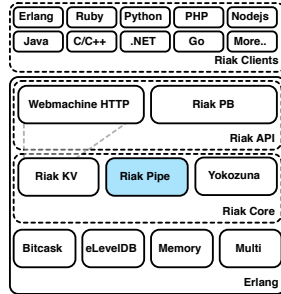 Erlang Ruby Python PHP Nodejs
Java C/C++ .NET Go More..
Riak Clients
Webmachine HTTP Riak PB
Riak API
Riak KV Riak Pipe Yokozuna
Riak Core
Bitcask eLevelDB Memory Multi
Erlang